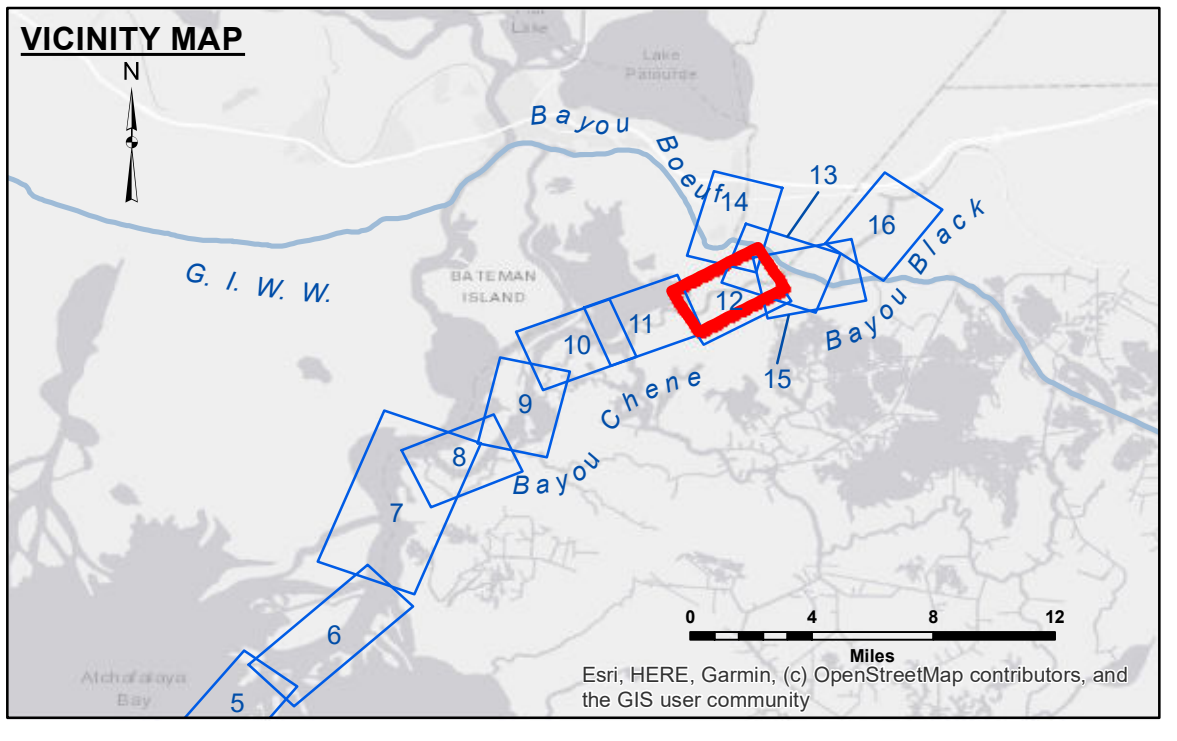 VICINITY MAP
N
Lake
Lake
Palourde
Bayou
Boeuf
13
14
16
Bayou Black
G. I. W. W.
BATEMAN
ISLAND
12
11
10
15
Bayou Chene
9
8
7
6
5
Atchafalaya
Bay
0 4 8 12
Miles
Esri, HERE, Garmin, (c) OpenStreetMap contributors, and
the GIS user community